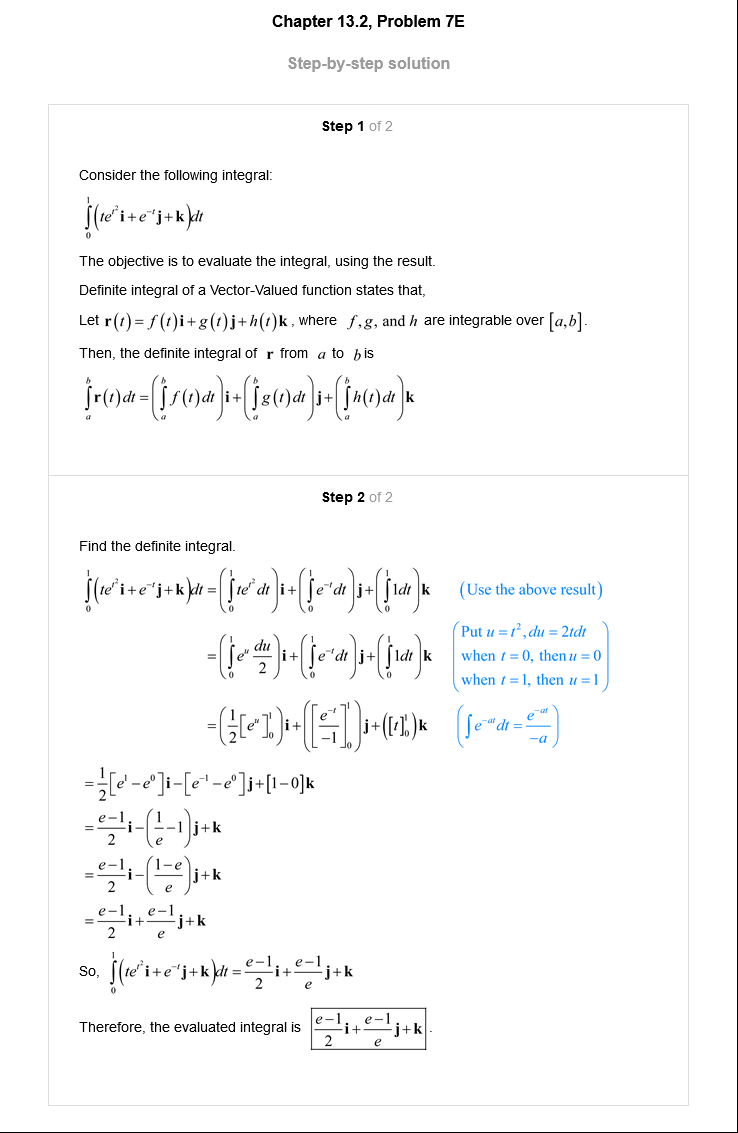 Chapter 13.2, Problem 7E
Step-by-step solution
Step 1 of 2
Consider the following integral:
$\int_0^1 \left(te^{t^2}\mathbf{i}+e^{-t}\mathbf{j}+\mathbf{k}\right)dt$
The objective is to evaluate the integral, using the result.
Definite integral of a Vector-Valued function states that,
Let $\mathbf{r}(t)=f(t)\mathbf{i}+g(t)\mathbf{j}+h(t)\mathbf{k}$, where $f, g,$ and $h$ are integrable over $[a,b]$.
Then, the definite integral of $\mathbf{r}$ from $a$ to $b$ is
$\int_a^b \mathbf{r}(t)\,dt=\left(\int_a^b f(t)\,dt\right)\mathbf{i}+\left(\int_a^b g(t)\,dt\right)\mathbf{j}+\left(\int_a^b h(t)\,dt\right)\mathbf{k}$
Step 2 of 2
Find the definite integral.
$\int_0^1 \left(te^{t^2}\mathbf{i}+e^{-t}\mathbf{j}+\mathbf{k}\right)dt=\left(\int_0^1 te^{t^2}dt\right)\mathbf{i}+\left(\int_0^1 e^{-t}dt\right)\mathbf{j}+\left(\int_0^1 1dt\right)\mathbf{k}$ (Use the above result)
$=\left(\int_0^1 e^u\frac{du}{2}\right)\mathbf{i}+\left(\int_0^1 e^{-t}dt\right)\mathbf{j}+\left(\int_0^1 1dt\right)\mathbf{k}$
(Put $u=t^2, du=2tdt$
when $t=0$, then $u=0$
when $t=1$, then $u=1$)
$=\left(\frac{1}{2}\left[e^u\right]_0^1\right)\mathbf{i}+\left(\left[\frac{e^{-t}}{-1}\right]_0^1\right)\mathbf{j}+\left([t]_0^1\right)\mathbf{k}$ $\left(\int e^{-at}dt=\frac{e^{-at}}{-a}\right)$
$=\frac{1}{2}\left[e^1-e^0\right]\mathbf{i}-\left[e^{-1}-e^0\right]\mathbf{j}+[1-0]\mathbf{k}$
$=\frac{e-1}{2}\mathbf{i}-\left(\frac{1}{e}-1\right)\mathbf{j}+\mathbf{k}$
$=\frac{e-1}{2}\mathbf{i}-\left(\frac{1-e}{e}\right)\mathbf{j}+\mathbf{k}$
$=\frac{e-1}{2}\mathbf{i}+\frac{e-1}{e}\mathbf{j}+\mathbf{k}$
So, $\int_0^1 \left(te^{t^2}\mathbf{i}+e^{-t}\mathbf{j}+\mathbf{k}\right)dt=\frac{e-1}{2}\mathbf{i}+\frac{e-1}{e}\mathbf{j}+\mathbf{k}$
Therefore, the evaluated integral is $\boxed{\frac{e-1}{2}\mathbf{i}+\frac{e-1}{e}\mathbf{j}+\mathbf{k}}$.